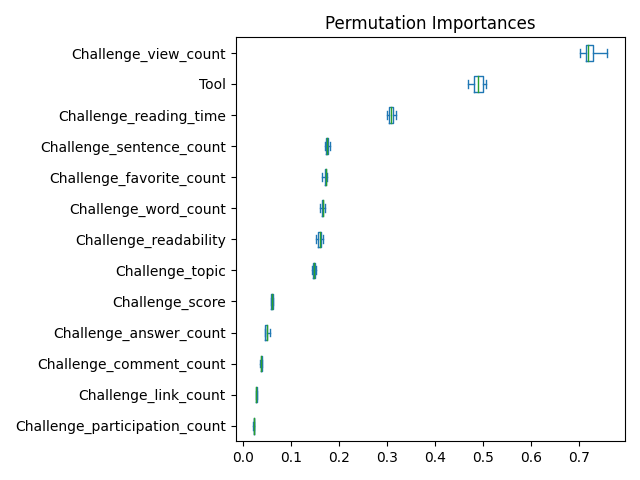 Permutation Importances
Challenge_view_count
Tool
Challenge_reading_time
Challenge_sentence_count
Challenge_favorite_count
Challenge_word_count
Challenge_readability
Challenge_topic
Challenge_score
Challenge_answer_count
Challenge_comment_count
Challenge_link_count
Challenge_participation_count
0.0 0.1 0.2 0.3 0.4 0.5 0.6 0.7